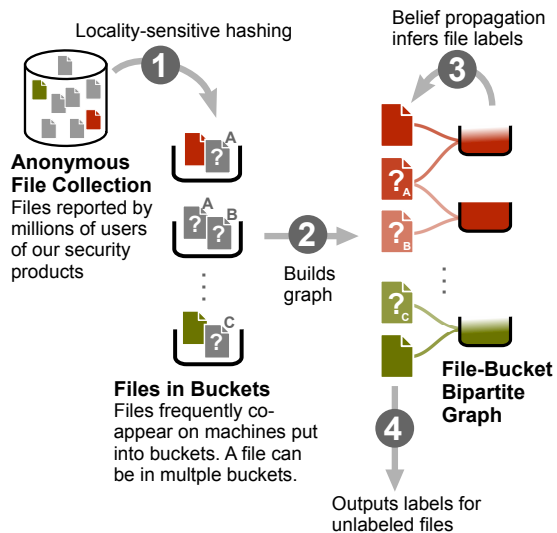 Locality-sensitive hashing
1
Anonymous
File Collection
Files reported by
millions of users
of our security
products
? A
? A
? B
? C
Files in Buckets
Files frequently co-
appear on machines put
into buckets. A file can
be in multple buckets.
2
Builds
graph
Belief propagation
infers file labels
3
?A
?B
?C
File-Bucket
Bipartite
Graph
4
Outputs labels for
unlabeled files